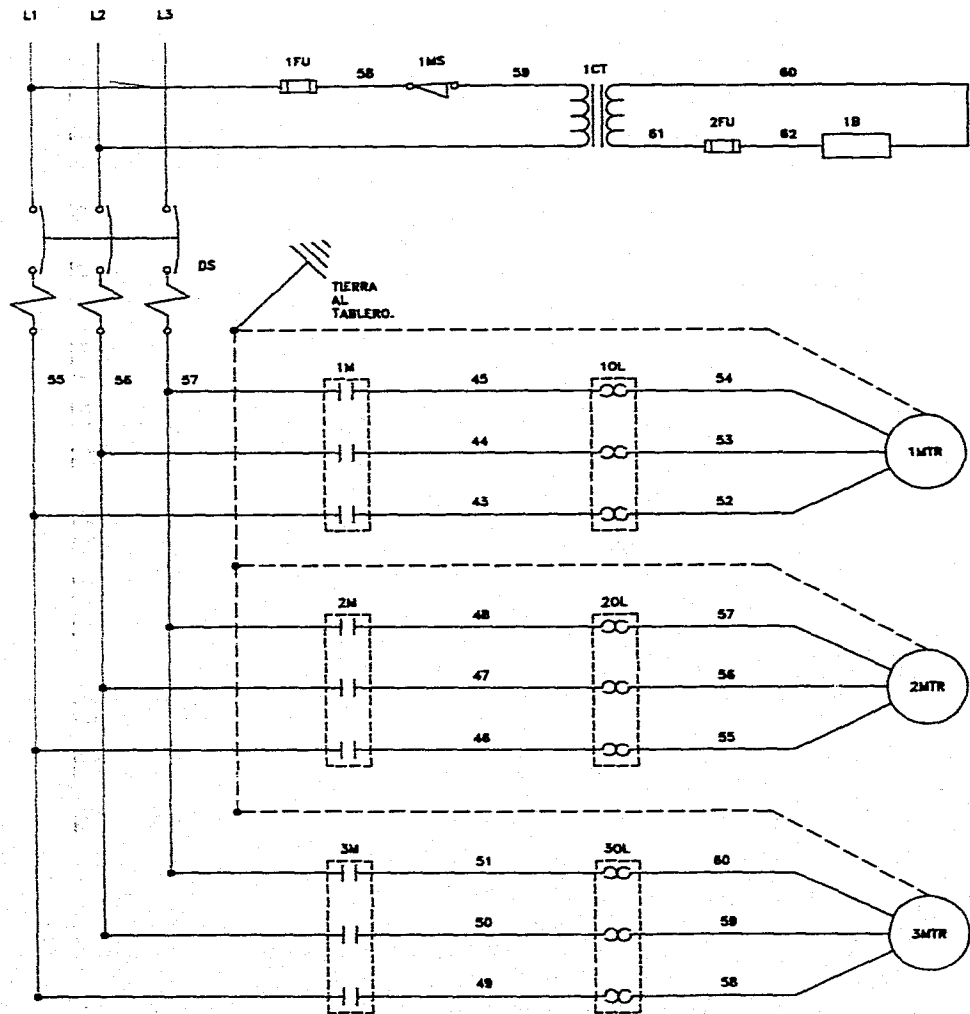 L1 L2 L3
1FU 58 1MS 59 1CT 60
61 2FU 62 1B
DS
TIERRA
AL
TABLERO.
55 56 57
1M 45 1OL 54
44 53 1MTR
43 52
2M 48 2OL 57
47 56 2MTR
46 55
3M 51 3OL 60
50 59 3MTR
49 58